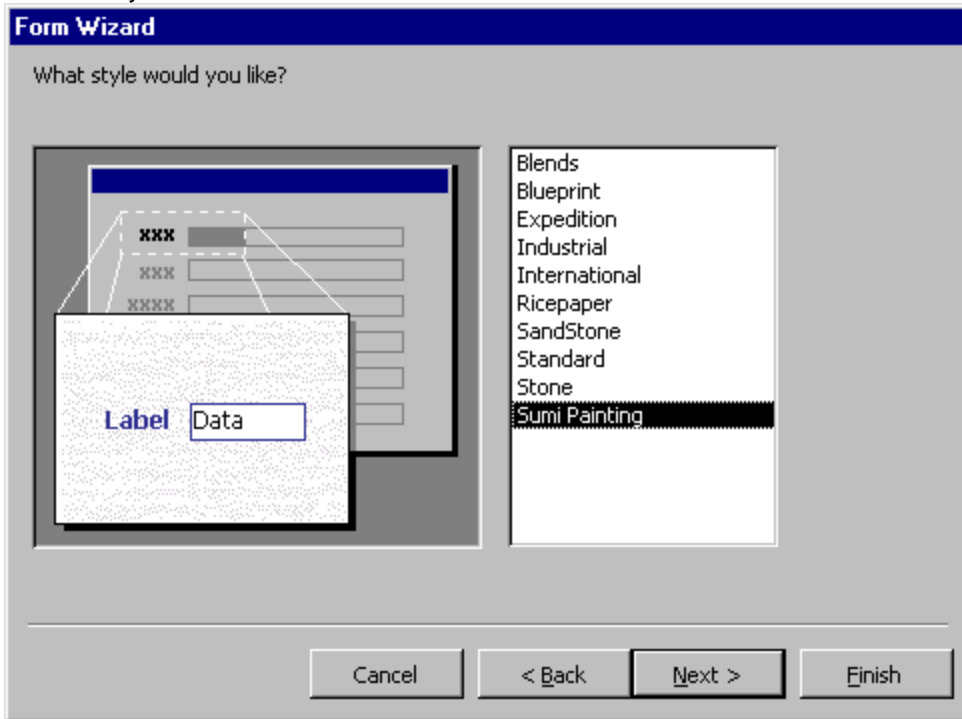 Form Wizard
What style would you like?
xxx
xxx
xxxx
Label Data
Blends
Blueprint
Expedition
Industrial
International
Ricepaper
SandStone
Standard
Stone
Sumi Painting
Cancel
< Back
Next >
Finish